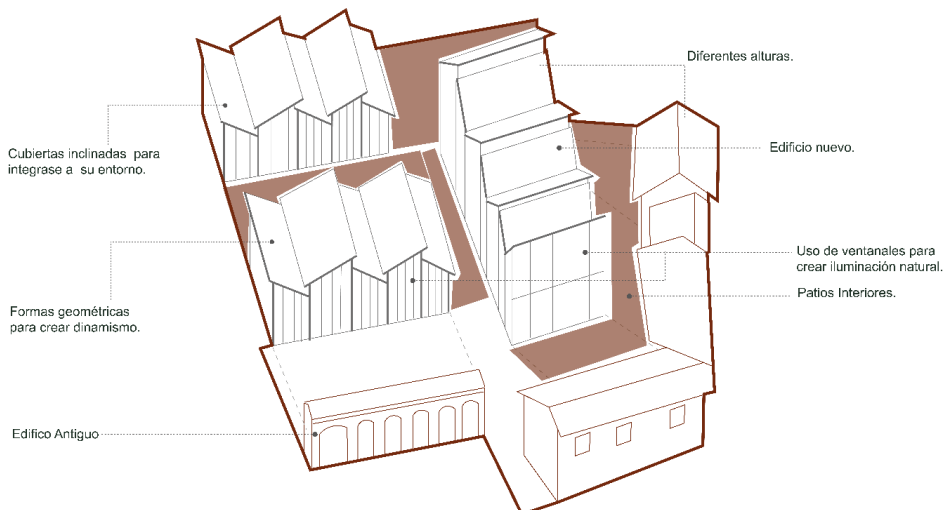 Diferentes alturas.
Cubiertas inclinadas para
integrase a su entorno.
Edificio nuevo.
Uso de ventanales para
crear iluminación natural.
Patios Interiores.
Formas geométricas
para crear dinamismo.
Edifico Antiguo